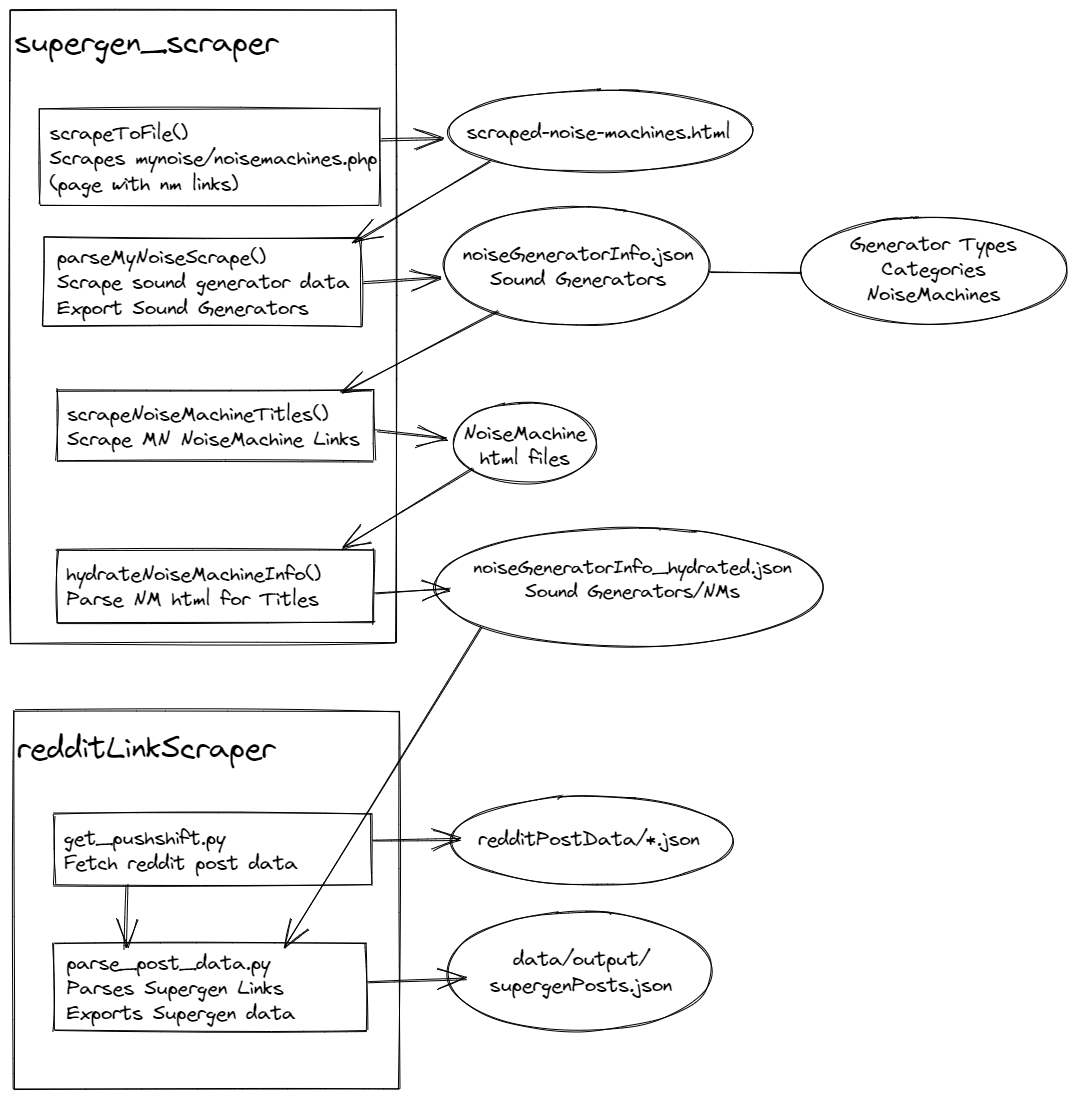 supergen_scraper
scrapeToFile()
Scrapes mynoise/noisemachines.php
(page with nm links)
scraped-noise-machines.html
parseMyNoiseScrape()
Scrape sound generator data
Export Sound Generators
noiseGeneratorInfo.json
Sound Generators
Generator Types
Categories
NoiseMachines
scrapeNoiseMachineTitles()
Scrape MN NoiseMachine Links
NoiseMachine
html files
hydrateNoiseMachineInfo()
Parse NM html for Titles
noiseGeneratorInfo_hydrated.json
Sound Generators/NMs
redditLinkScraper
get_pushshift.py
Fetch reddit post data
redditPostData/*.json
parse_post_data.py
Parses Supergen Links
Exports Supergen data
data/output/
supergenPosts.json